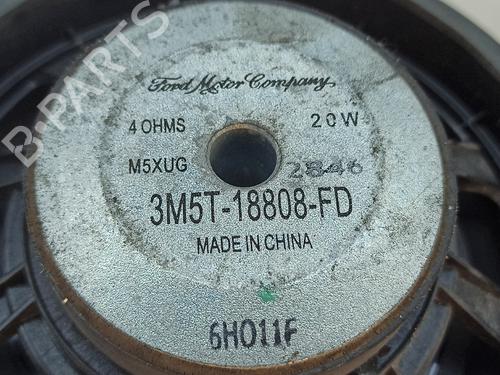 B-PARTS
Ford Motor Company
4 OHMS 20W
M5XUG 2846
3M5T-18808-FD
MADE IN CHINA
6H011F